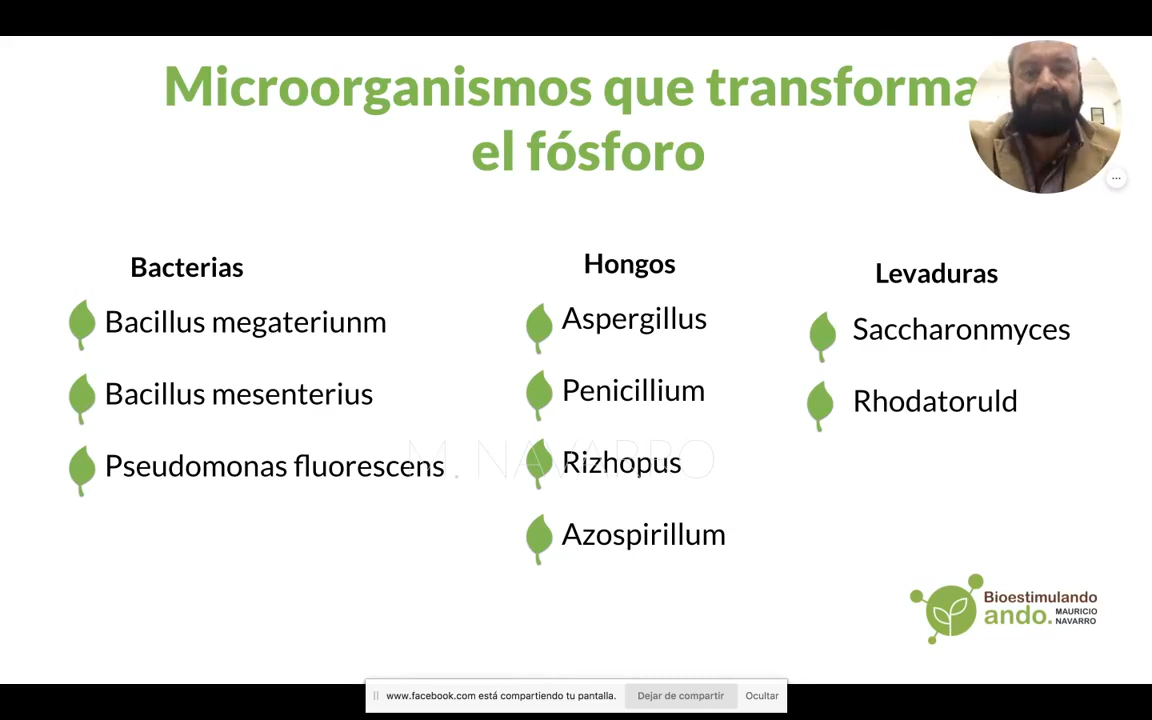 Microorganismos que transforma
el fósforo
Bacterias
Bacillus megateriunm
Bacillus mesenterius
Pseudomonas fluorescens
Hongos
Aspergillus
Penicillium
Rizhopus
Azospirillum
Levaduras
Saccharonmyces
Rhodatoruld
M. NAVARRO
Bioestimulando
ando. MAURICIO
NAVARRO
www.facebook.com está compartiendo tu pantalla. Dejar de compartir Ocultar